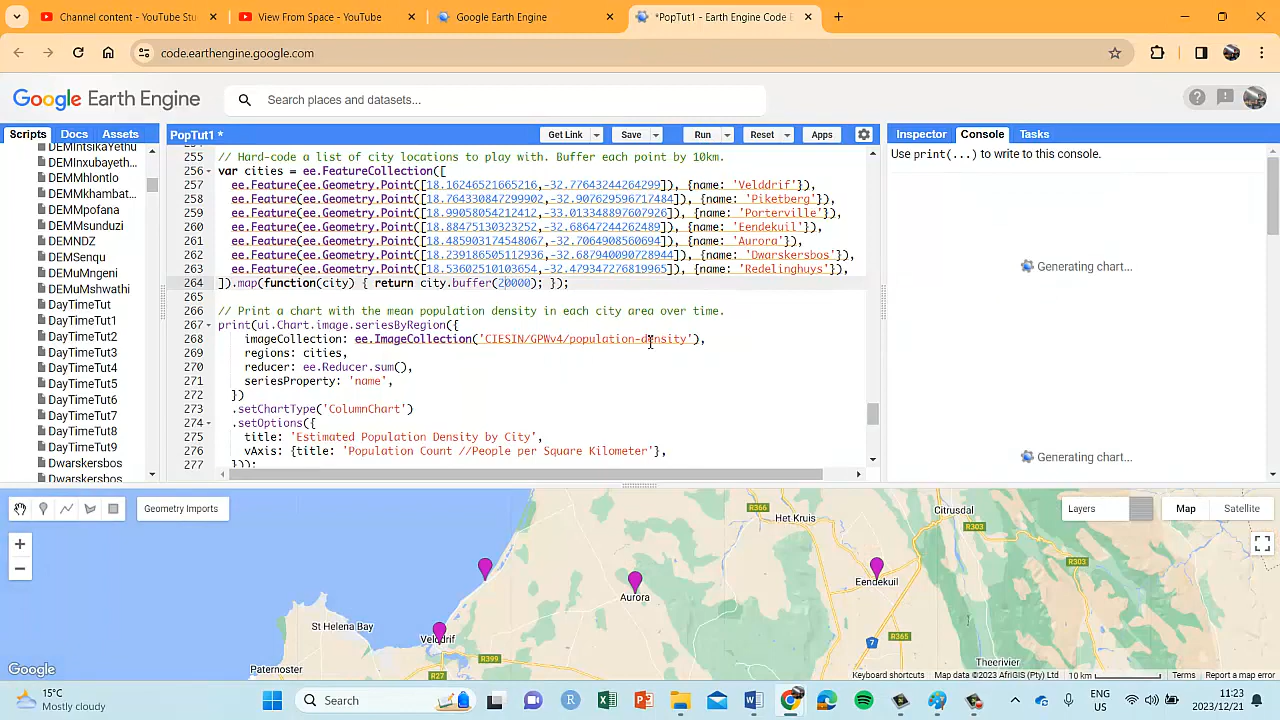 Channel content - YouTube Stu
View From Space - YouTube
Google Earth Engine
*PopTut1 - Earth Engine Code E
code.earthengine.google.com
Google Earth Engine
Search places and datasets...
Scripts
Docs
Assets
PopTut1 *
Get Link
Save
Run
Reset
Apps
Inspector
Console
Tasks
DEMIntsikaYethu
DEMInxubayeth...
DEMMhlontlo
DEMMkhambat...
DEMMpofana
DEMMsunduzi
DEMNDZ
DEMSenqu
DEMuMngeni
DEMuMshwathi
DayTimeTut
DayTimeTut1
DayTimeTut2
DayTimeTut3
DayTimeTut4
DayTimeTut5
DayTimeTut6
DayTimeTut7
DayTimeTut8
DayTimeTut9
Dwarskersbos
Dwarskersbos
255 // Hard-code a list of city locations to play with. Buffer each point by 10km.
256 var cities = ee.FeatureCollection([
257 ee.Feature(ee.Geometry.Point([18.16246521665216,-32.77643244264299]), {name: 'Velddrif'}),
258 ee.Feature(ee.Geometry.Point([18.764330847299902,-32.907629596717484]), {name: 'Piketberg'}),
259 ee.Feature(ee.Geometry.Point([18.99058054212412,-33.013348897607926]), {name: 'Porterville'}),
260 ee.Feature(ee.Geometry.Point([18.88475130323252,-32.68647244262489]), {name: 'Eendekuil'}),
261 ee.Feature(ee.Geometry.Point([18.485903174548067,-32.7064908560694]), {name: 'Aurora'}),
262 ee.Feature(ee.Geometry.Point([18.239186505112936,-32.687940090728944]), {name: 'Dwarskersbos'}),
263 ee.Feature(ee.Geometry.Point([18.53602510103654,-32.479347276819965]), {name: 'Redelinghuys'}),
264 ]).map(function(city) { return city.buffer(20000); });
265
266 // Print a chart with the mean population density in each city area over time.
267 print(ui.Chart.image.seriesByRegion({
268 imageCollection: ee.ImageCollection('CIESIN/GPWv4/population-density'),
269 regions: cities,
270 reducer: ee.Reducer.sum(),
271 seriesProperty: 'name',
272 })
273 .setChartType('ColumnChart')
274 .setOptions({
275 title: 'Estimated Population Density by City',
276 vAxis: {title: 'Population Count //People per Square Kilometer'},
277 }));
Use print(...) to write to this console.
Generating chart...
Generating chart...
Geometry Imports
Layers
Map
Satellite
+
−
R366
Het Kruis
Citrusdal
R303
R303
Eendekuil
Aurora
St Helena Bay
Velddrif
7
R365
Paternoster
R399
R27
Theerivier
Google
Keyboard shortcuts
Map data ©2023 AfriGIS (Pty) Ltd
10 km
Terms
Report a map error
15°C
Mostly cloudy
Search
ENG
US
11:23
2023/12/21